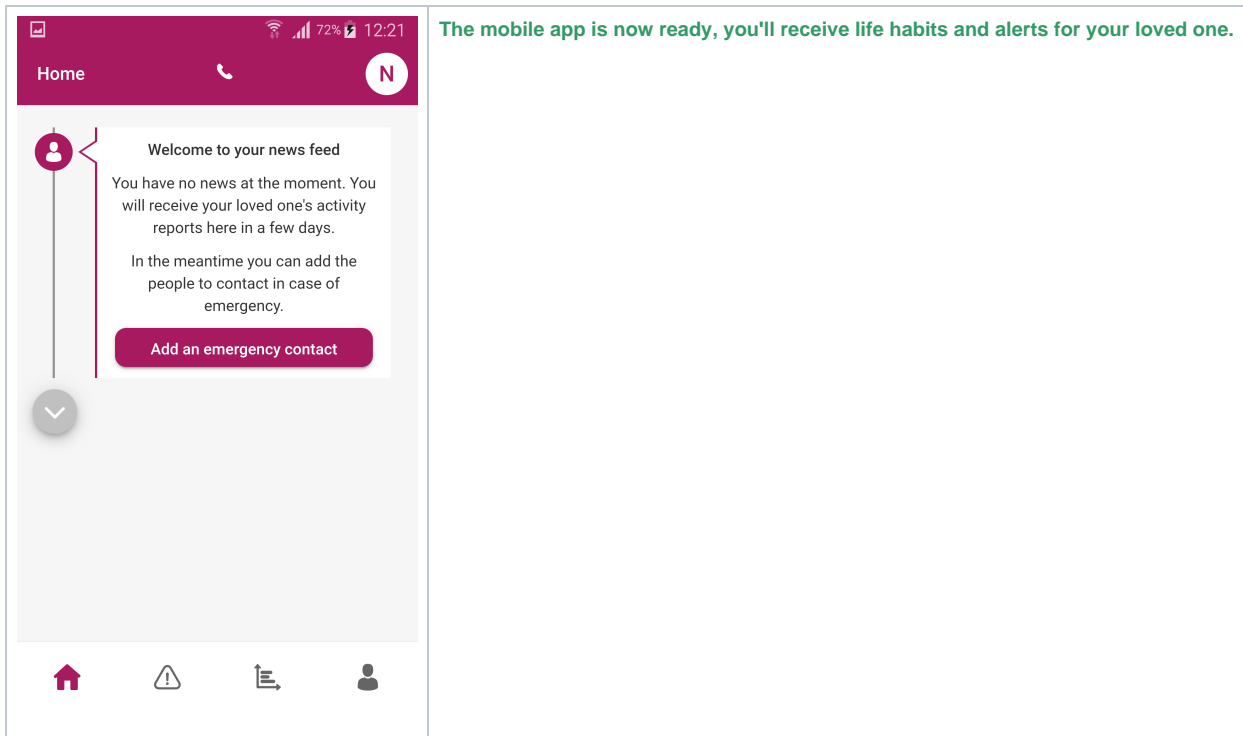 72% 12:21
The mobile app is now ready, you'll receive life habits and alerts for your loved one.
Home
N
Welcome to your news feed
You have no news at the moment. You
will receive your loved one's activity
reports here in a few days.
In the meantime you can add the
people to contact in case of
emergency.
Add an emergency contact